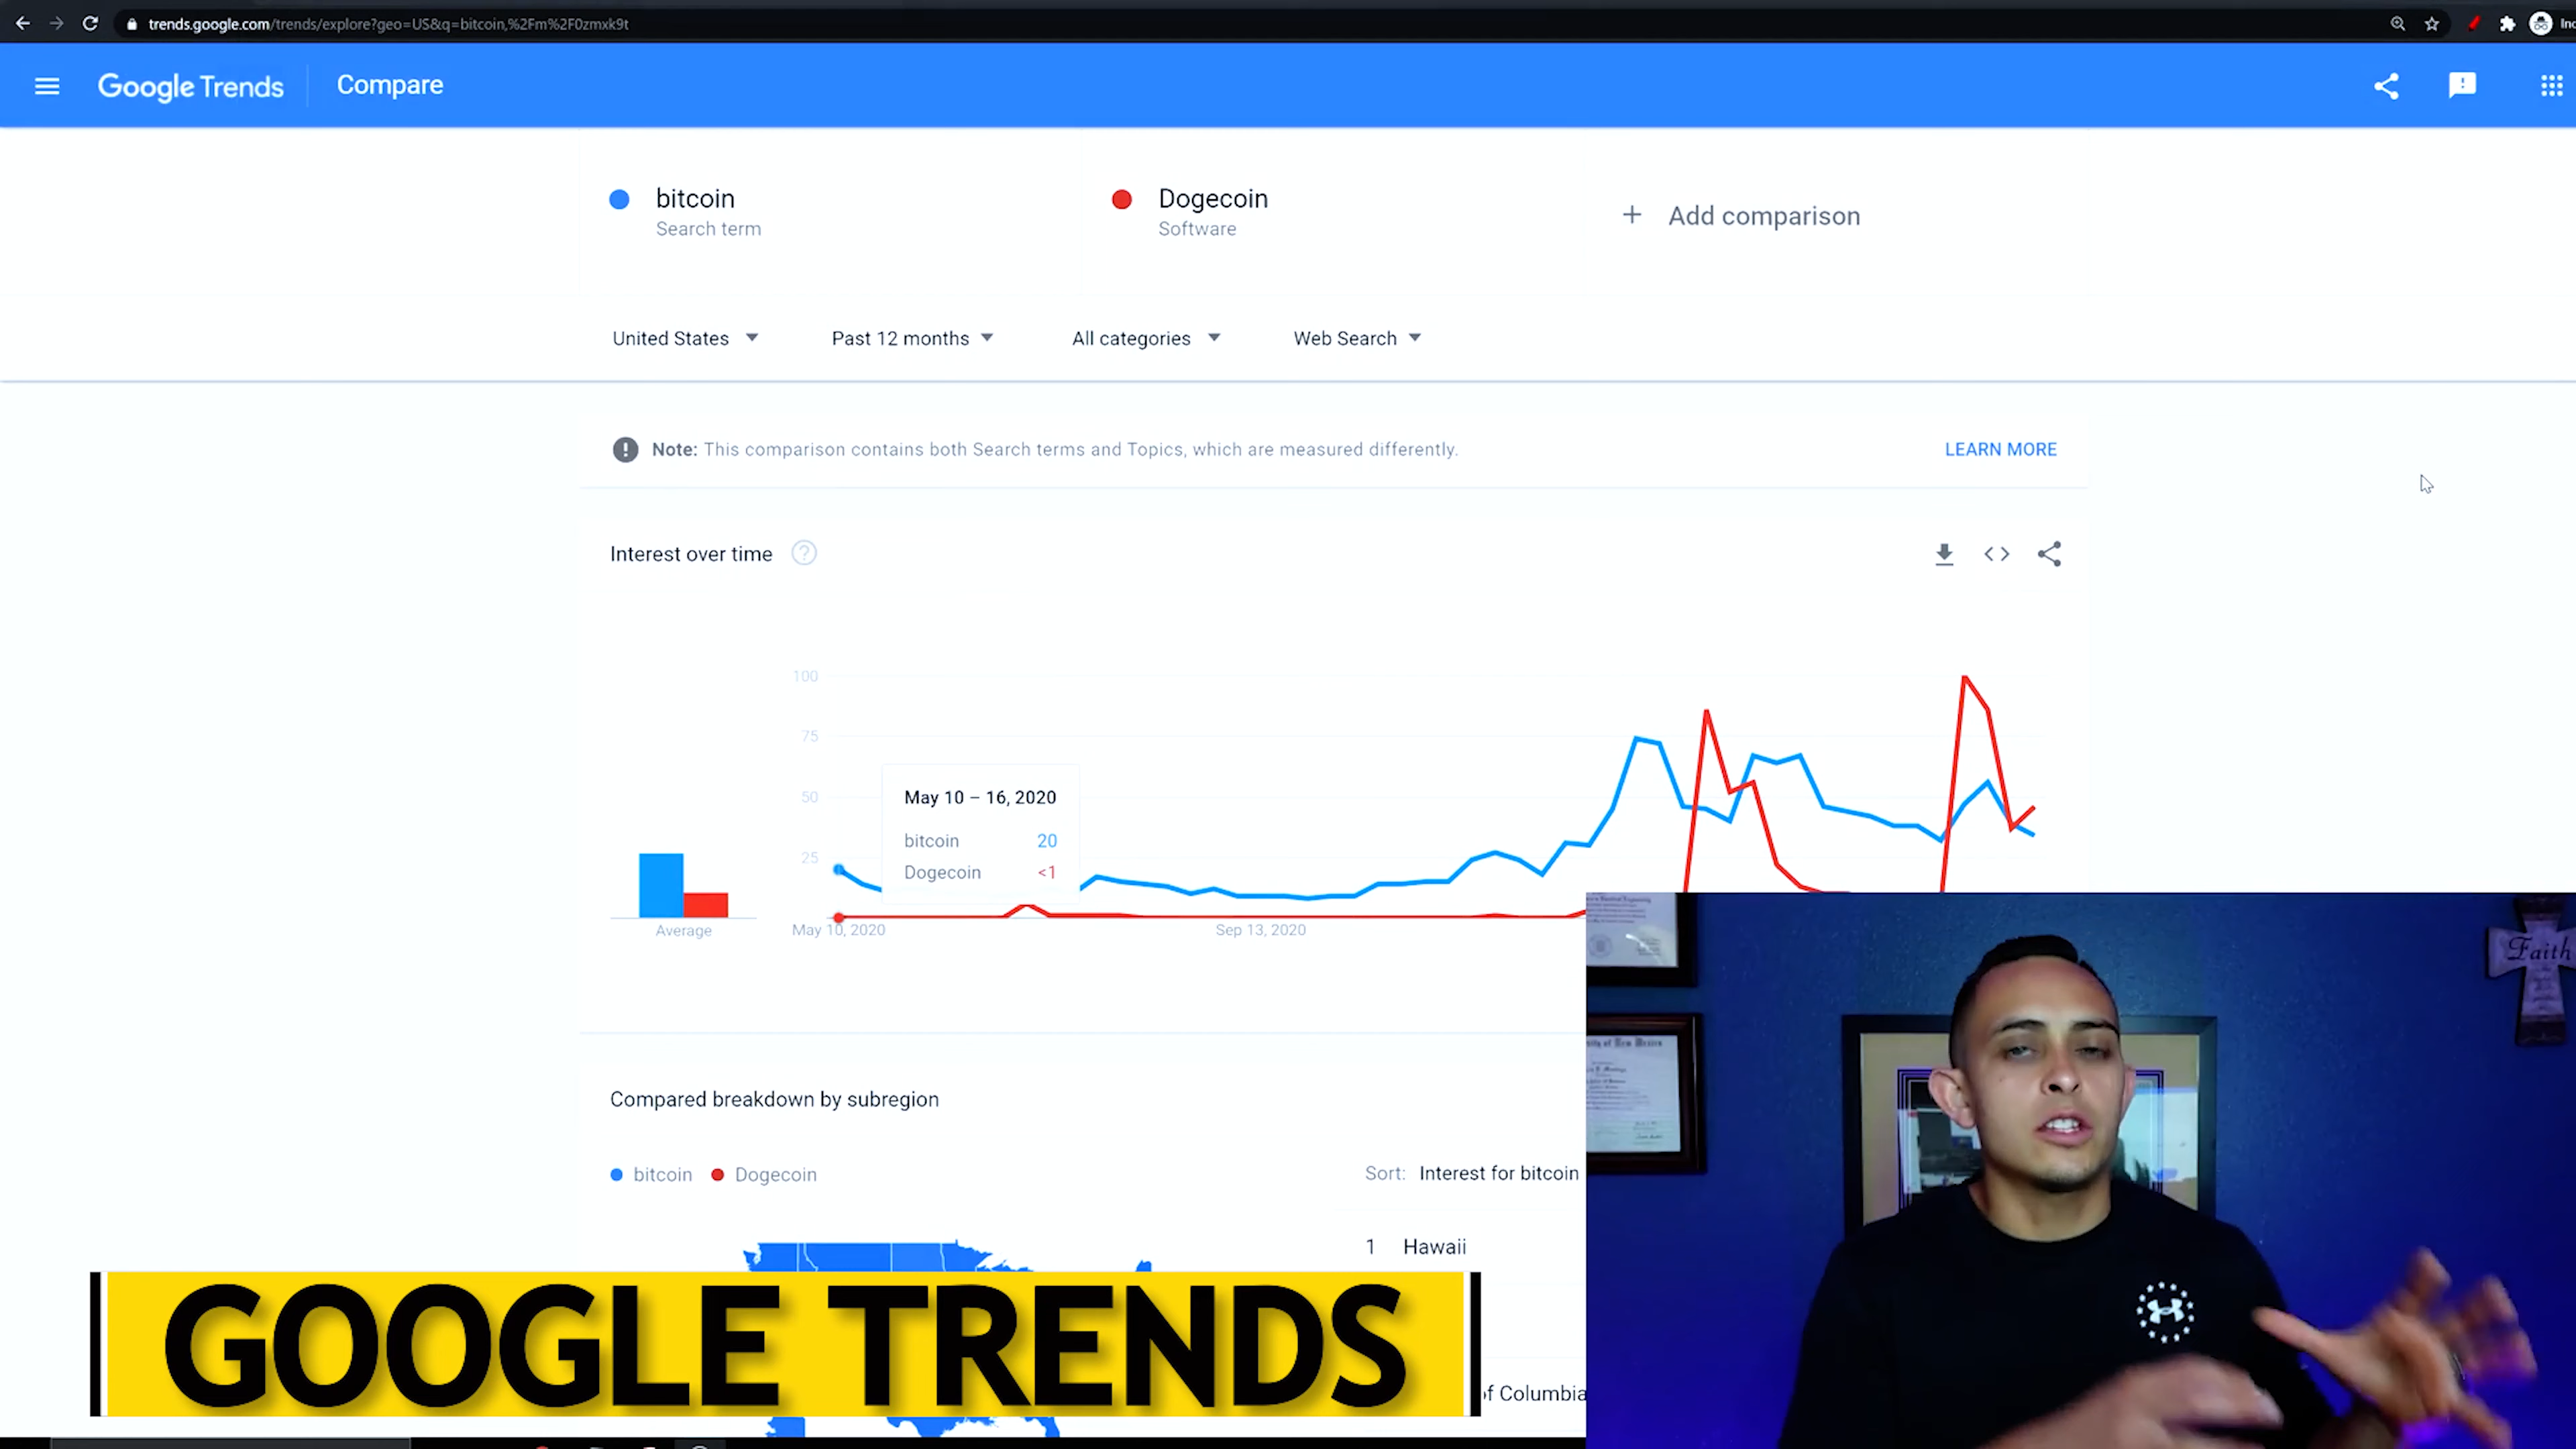 trends.google.com/trends/explore?geo=US&q=bitcoin,%2Fm%2F0zmxk9t
Google Trends Compare
bitcoin
Search term
Dogecoin
Software
+ Add comparison
United States
Past 12 months
All categories
Web Search
Note: This comparison contains both Search terms and Topics, which are measured differently.
LEARN MORE
Interest over time
100
75
50
25
May 10 – 16, 2020
bitcoin 20
Dogecoin <1
Average
May 10, 2020
Sep 13, 2020
Compared breakdown by subregion
bitcoin Dogecoin
Sort: Interest for bitcoin
1 Hawaii
of Columbia
GOOGLE TRENDS
Faith
of New Mexico